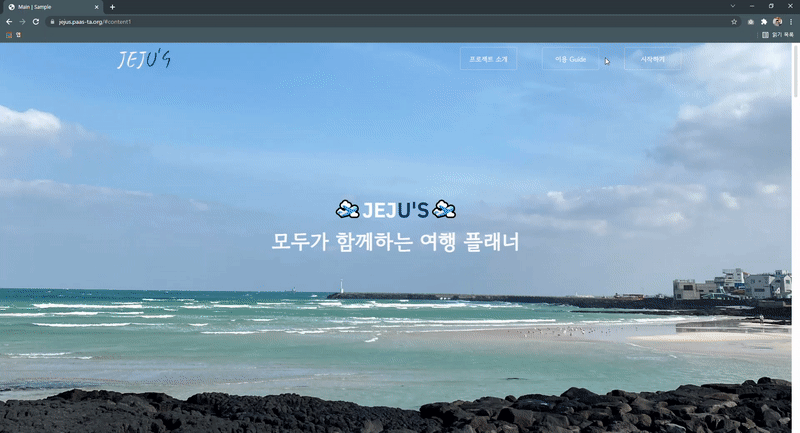 Main | Sample
jejus.paas-ta.org/#content1
앱
읽기 목록
JEJU'S
프로젝트 소개
이용 Guide
시작하기
JEJU'S
모두가 함께하는 여행 플래너